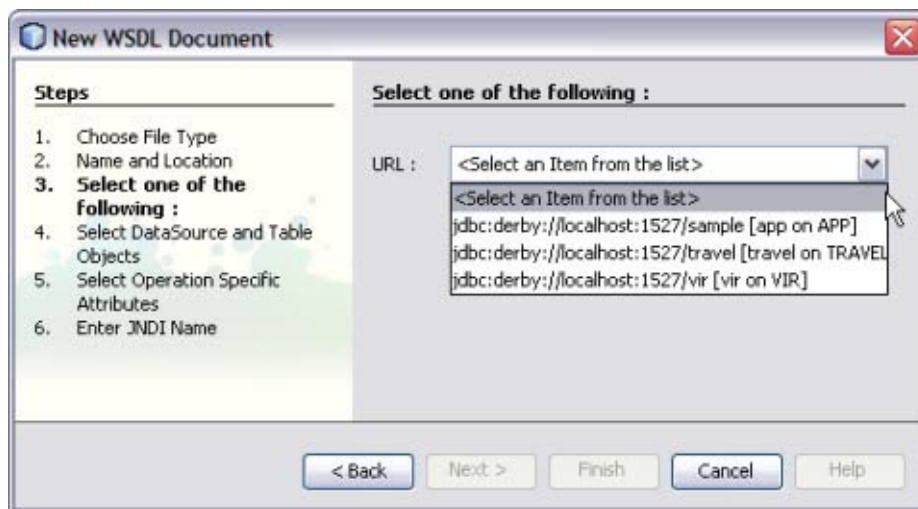 New WSDL Document
Steps
1. Choose File Type
2. Name and Location
3. Select one of the
following :
4. Select DataSource and Table
Objects
5. Select Operation Specific
Attributes
6. Enter JNDI Name
Select one of the following :
URL : <Select an Item from the list>
<Select an Item from the list>
jdbc:derby://localhost:1527/sample [app on APP]
jdbc:derby://localhost:1527/travel [travel on TRAVEL
jdbc:derby://localhost:1527/vir [vir on VIR]
< Back Next > Finish Cancel Help